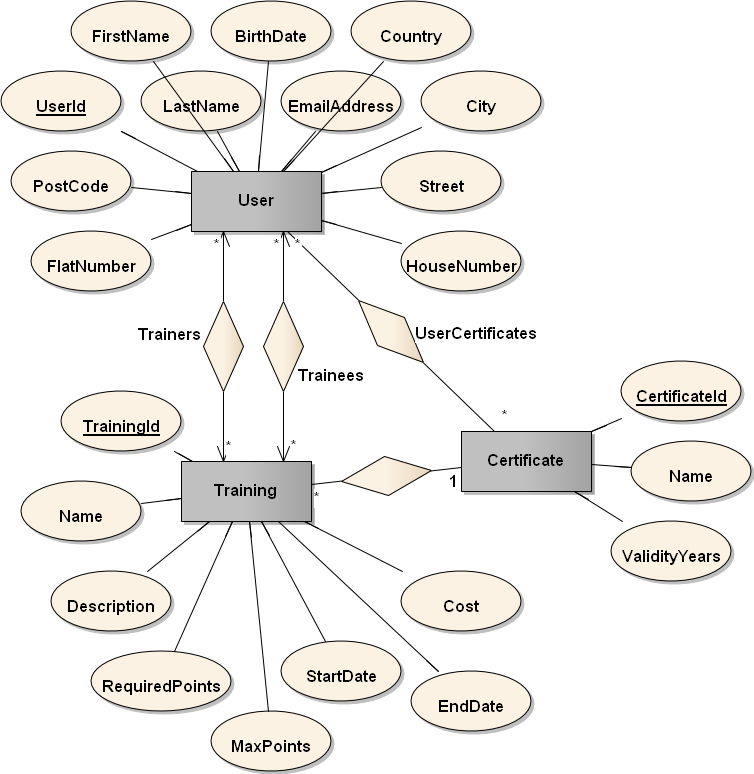 FirstName
BirthDate
Country
UserId
LastName
EmailAddress
City
PostCode
User
Street
FlatNumber
*
*
*
HouseNumber
Trainers
UserCertificates
Trainees
CertificateId
*
TrainingId
*
*
Certificate
Name
1
Training
*
Name
ValidityYears
Description
Cost
StartDate
RequiredPoints
EndDate
MaxPoints